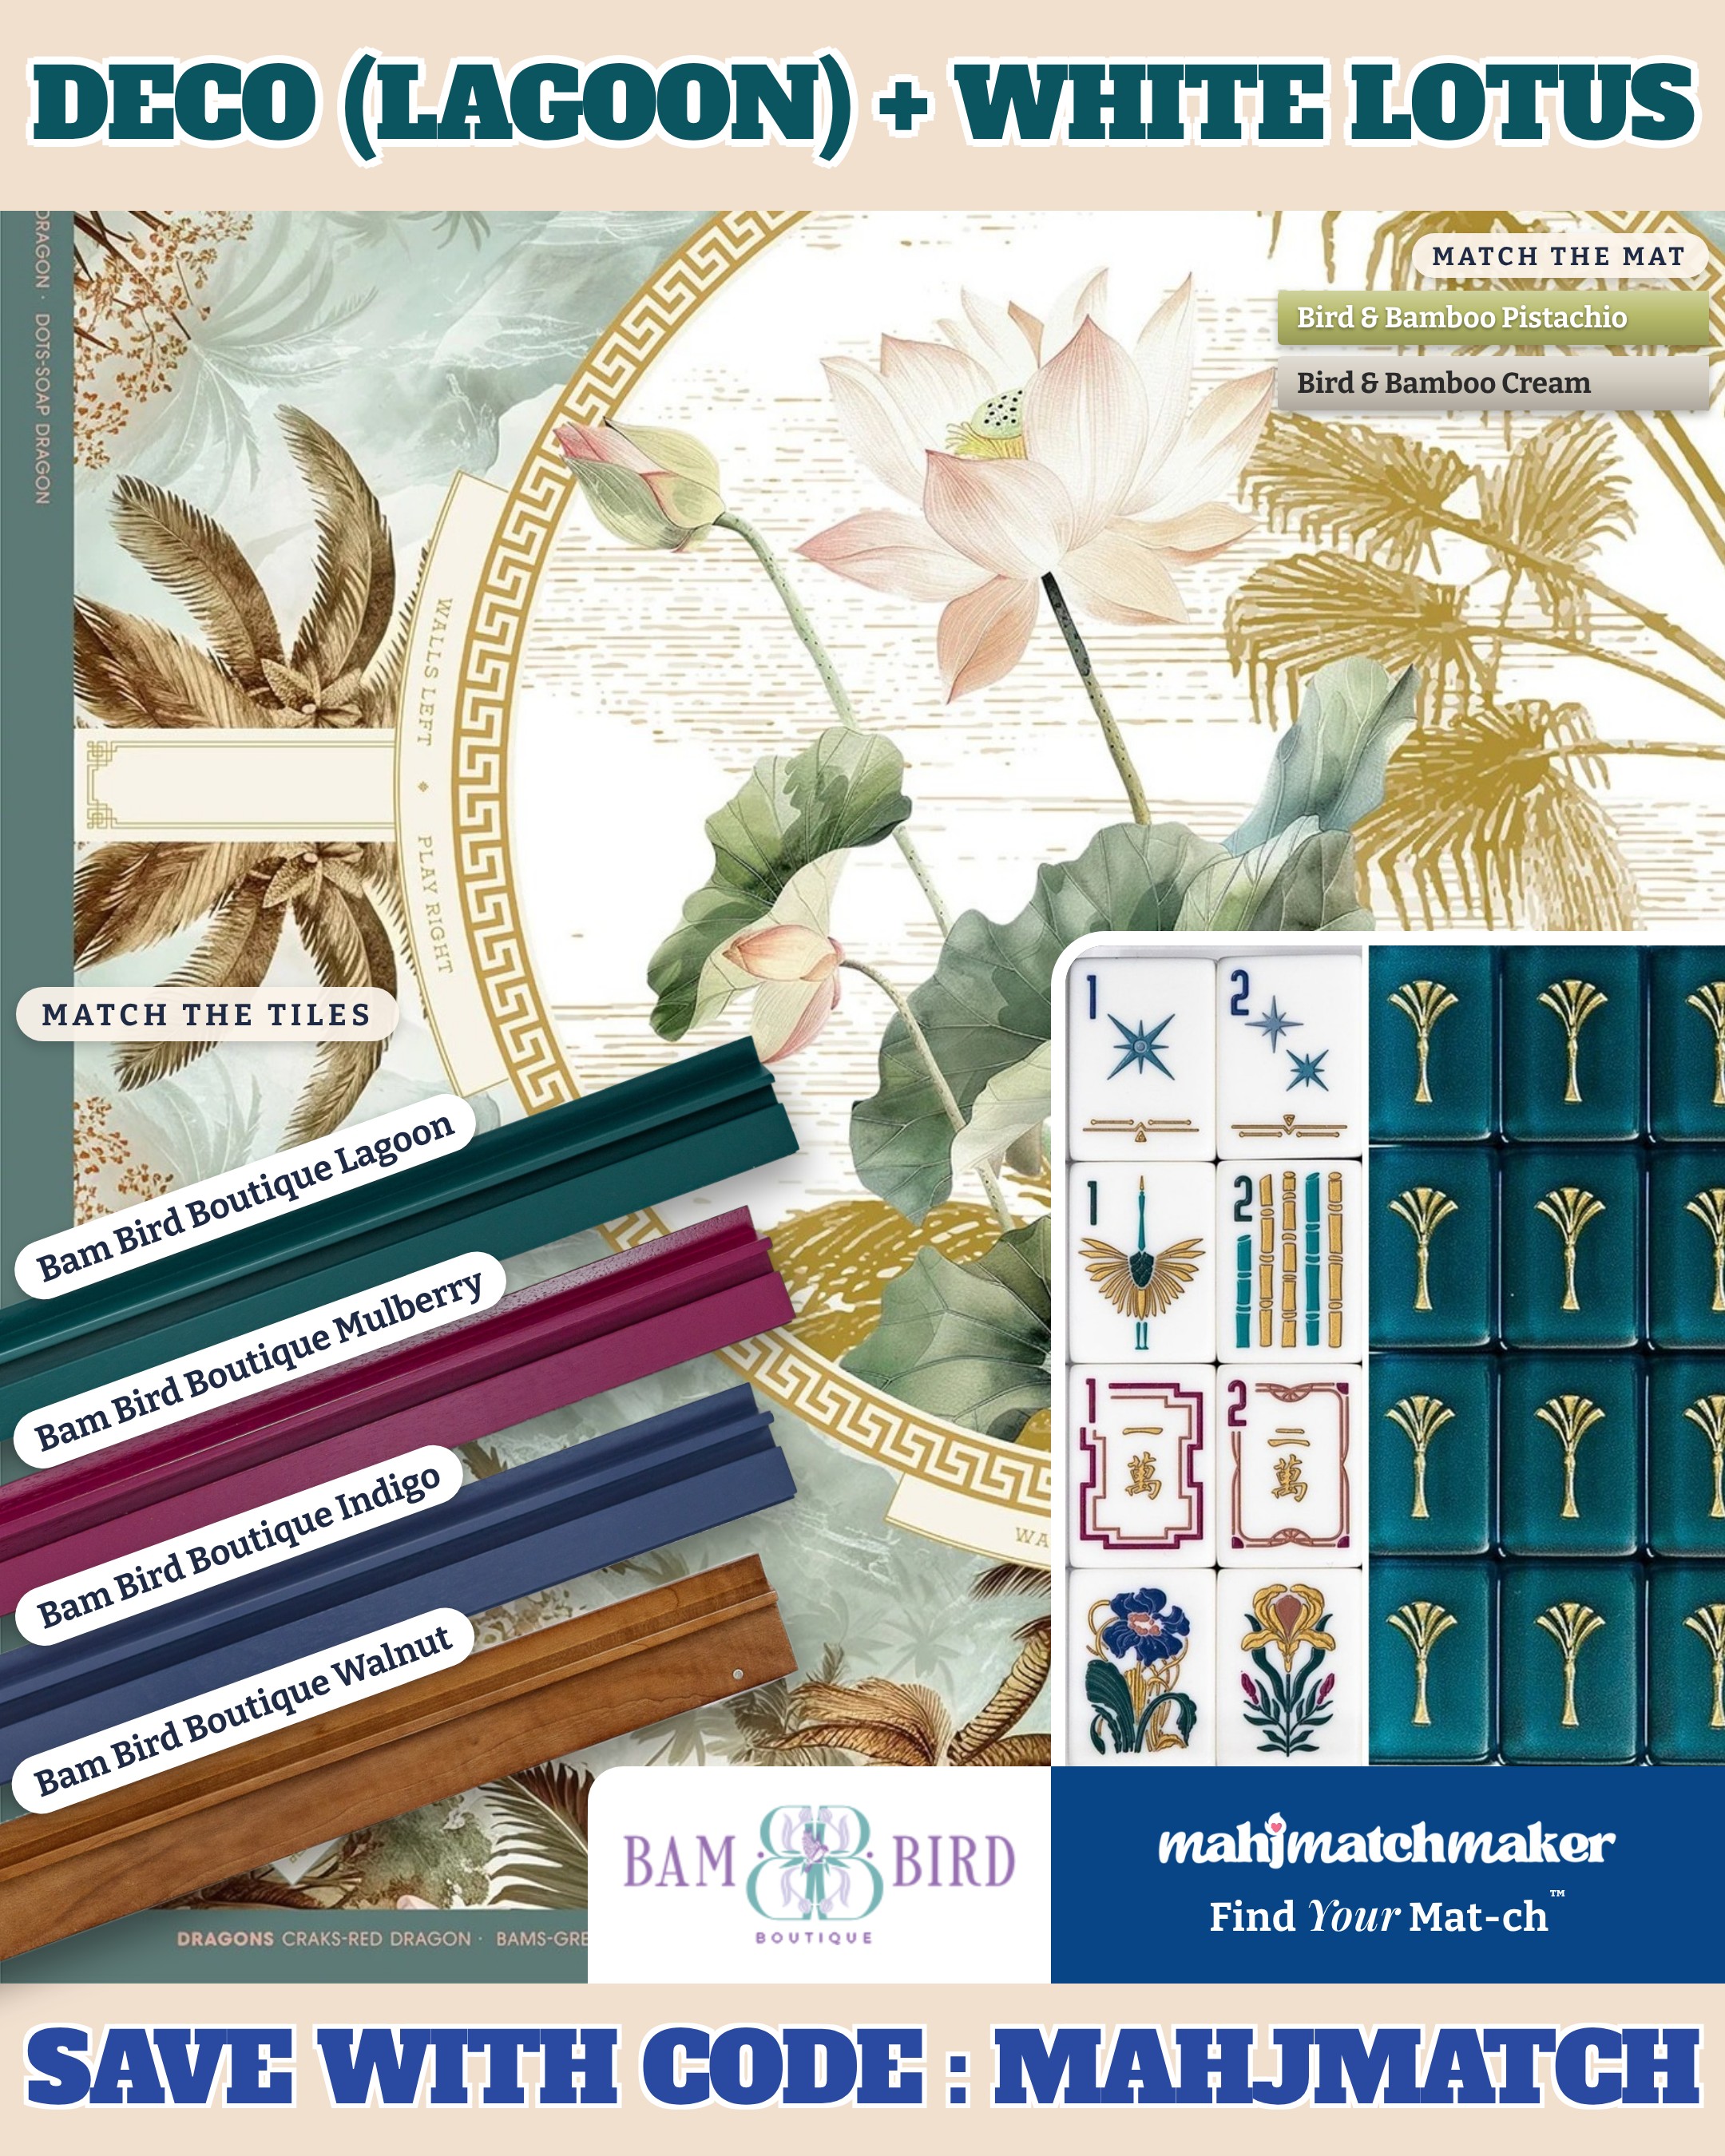 DECO (LAGOON) + WHITE LOTUS
DRAGON · DOTS-SOAP DRAGON
MATCH THE MAT
Bird & Bamboo Pistachio
Bird & Bamboo Cream
WALLS LEFT
PLAY RIGHT
MATCH THE TILES
Bam Bird Boutique Lagoon
Bam Bird Boutique Mulberry
Bam Bird Boutique Indigo
Bam Bird Boutique Walnut
1
2
1
2
1
一萬
2
二萬
WA
DRAGONS CRAKS-RED DRAGON · BAMS-GRE
BAM BIRD
BOUTIQUE
mahjmatchmaker
Find Your Mat-ch™
SAVE WITH CODE : MAHJMATCH